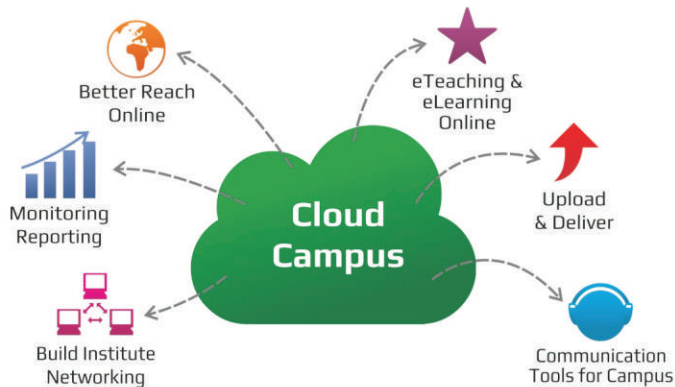 Better Reach
Online
eTeaching &
eLearning
Online
Monitoring
Reporting
Cloud
Campus
Upload
& Deliver
Build Institute
Networking
Communication
Tools for Campus